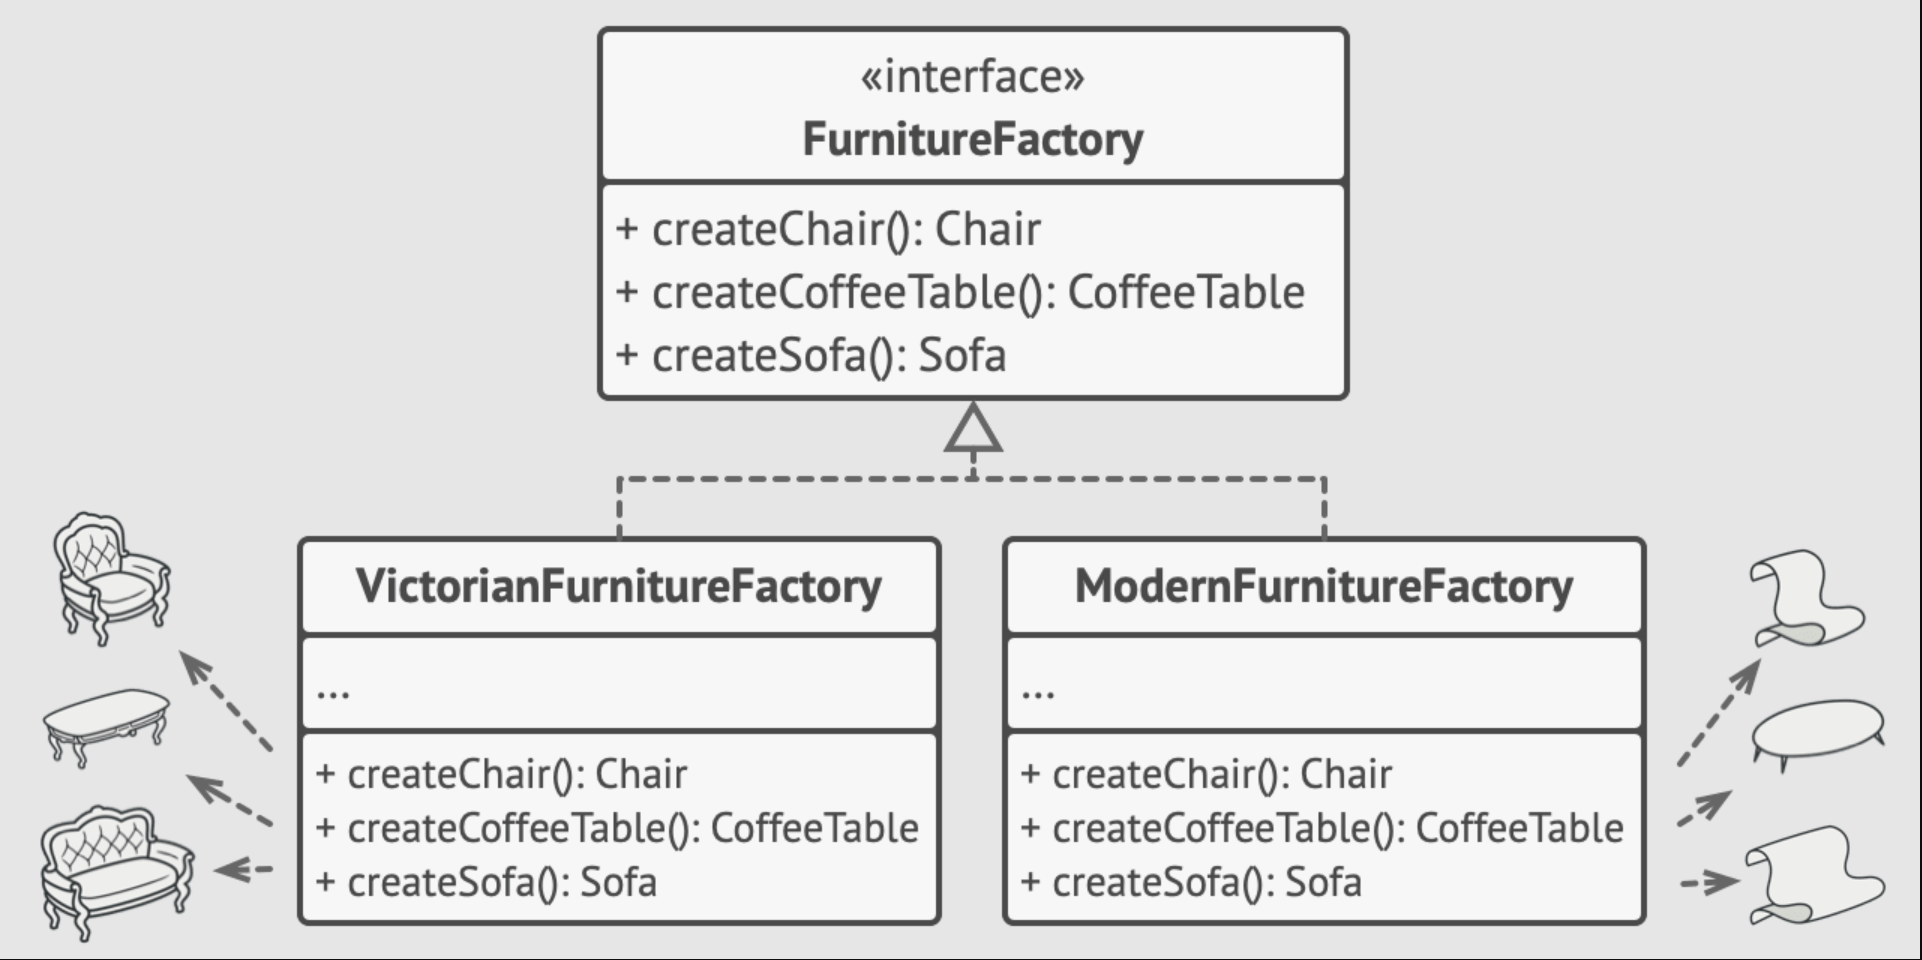 «interface»
FurnitureFactory
+ createChair(): Chair
+ createCoffeeTable(): CoffeeTable
+ createSofa(): Sofa
VictorianFurnitureFactory
...
+ createChair(): Chair
+ createCoffeeTable(): CoffeeTable
+ createSofa(): Sofa
ModernFurnitureFactory
...
+ createChair(): Chair
+ createCoffeeTable(): CoffeeTable
+ createSofa(): Sofa